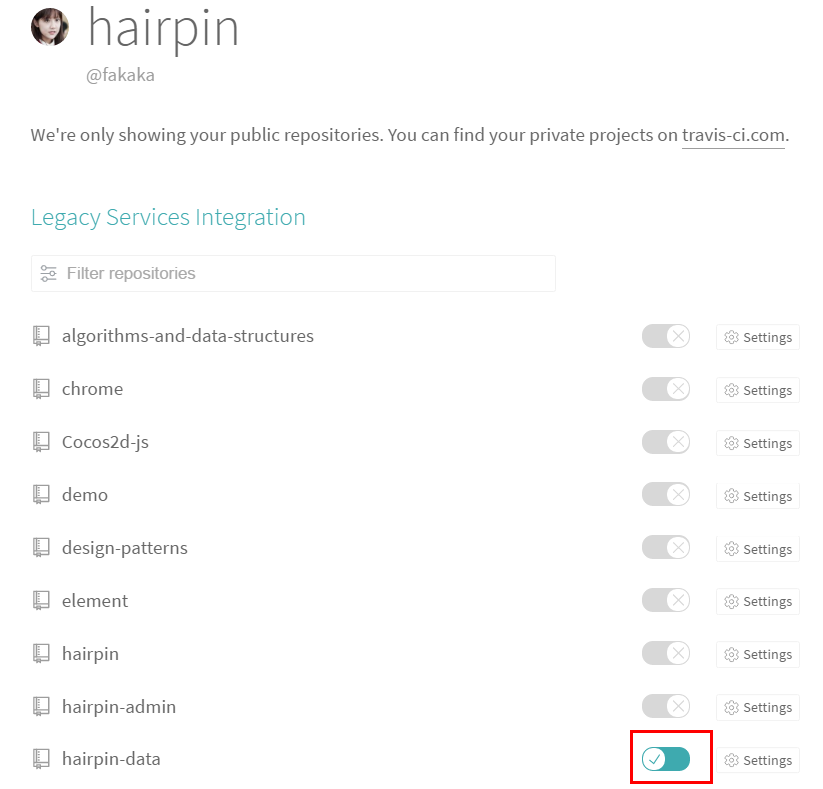 hairpin
@fakaka
We're only showing your public repositories. You can find your private projects on travis-ci.com.
Legacy Services Integration
Filter repositories
algorithms-and-data-structures Settings
chrome Settings
Cocos2d-js Settings
demo Settings
design-patterns Settings
element Settings
hairpin Settings
hairpin-admin Settings
hairpin-data Settings